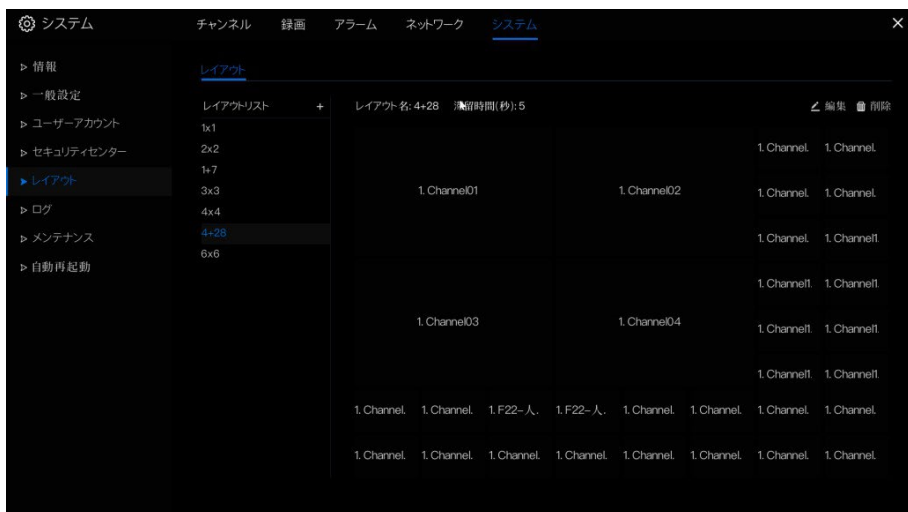 システム チャンネル 録画 アラーム ネットワーク システム
情報
一般設定
ユーザーアカウント
セキュリティセンター
レイアウト
ログ
メンテナンス
自動再起動
レイアウト
レイアウトリスト +
1x1
2x2
1+7
3x3
4x4
4+28
6x6
レイアウト名: 4+28 留時間(秒): 5 編集 削除
1. Channel01 1. Channel02 1. Channel. 1. Channel.
1. Channel. 1. Channel.
1. Channel. 1. Channel1.
1. Channel03 1. Channel04 1. Channel1. 1. Channel1.
1. Channel1. 1. Channel1.
1. Channel1. 1. Channel1.
1. Channel. 1. Channel. 1. F22-人. 1. F22-人. 1. Channel. 1. Channel. 1. Channel. 1. Channel.
1. Channel. 1. Channel. 1. Channel. 1. Channel. 1. Channel. 1. Channel. 1. Channel. 1. Channel.